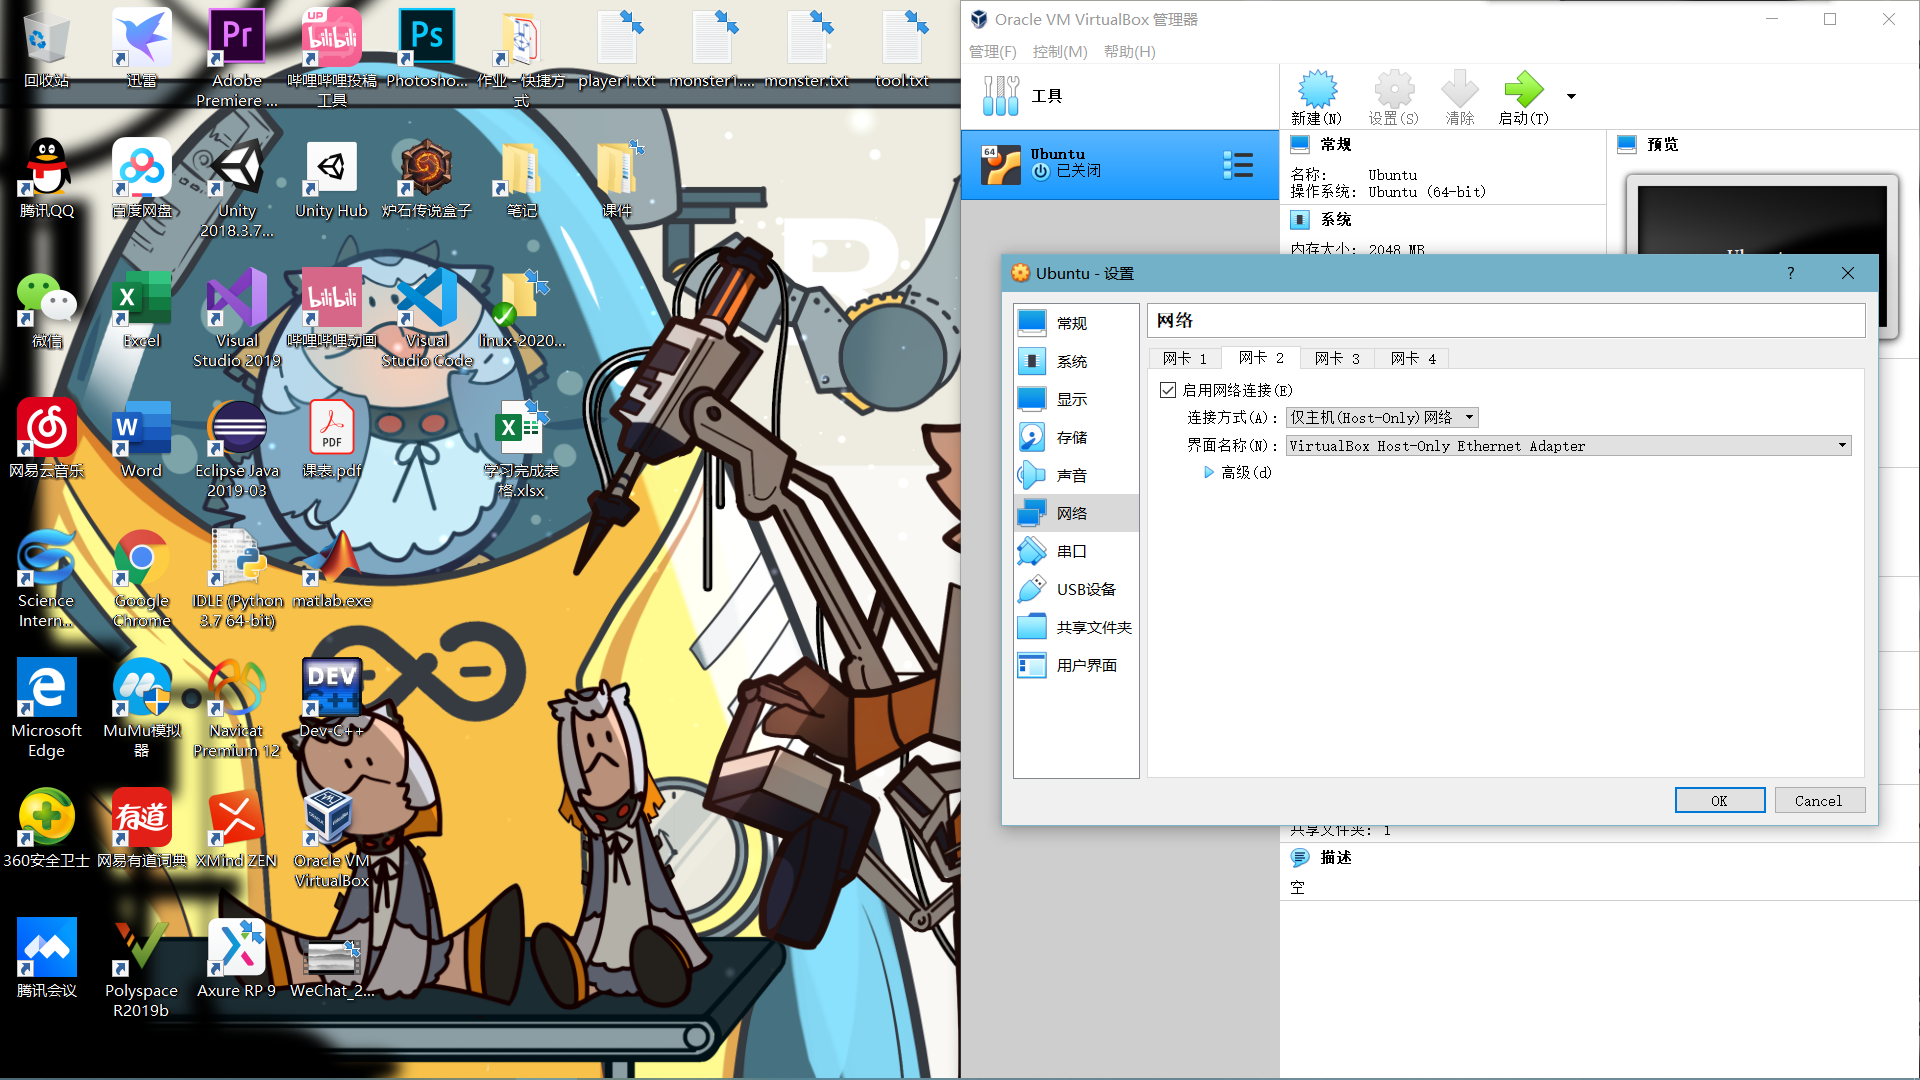 回收站
迅雷
Adobe Premiere ...
哔哩哔哩投稿工具
Photosho...
作业 - 快捷方式
player1.txt
monster1....
monster.txt
tool.txt
腾讯QQ
百度网盘
Unity 2018.3.7...
Unity Hub
炉石传说盒子
笔记
课件
微信
Excel
Visual Studio 2019
哔哩哔哩动画
Visual Studio Code
linux-2020...
网易云音乐
Word
Eclipse Java 2019-03
课表.pdf
学习完成表格.xlsx
Science Intern...
Google Chrome
IDLE (Python 3.7 64-bit)
matlab.exe
Microsoft Edge
MuMu模拟器
Navicat Premium 12
Dev-C++
360安全卫士
网易有道词典
XMind ZEN
Oracle VM VirtualBox
腾讯会议
Polyspace R2019b
Axure RP 9
WeChat_2...
Pr
UP
bilibili
Ps
bilibili
X
W
PDF
X
DEV
C++
有道
Oracle VM VirtualBox 管理器
管理(F) 控制(M) 帮助(H)
工具
新建(N) 设置(S) 清除 启动(T)
64
Ubuntu
已关闭
常规
名称: Ubuntu
操作系统: Ubuntu (64-bit)
系统
内存大小: 2048 MB
预览
Ubuntu - 设置
?
常规
系统
显示
存储
声音
网络
串口
USB设备
共享文件夹
用户界面
网络
网卡 1 网卡 2 网卡 3 网卡 4
启用网络连接(E)
连接方式(A): 仅主机(Host-Only)网络
界面名称(N): VirtualBox Host-Only Ethernet Adapter
高级(d)
OK Cancel
共享文件夹: 1
描述
空